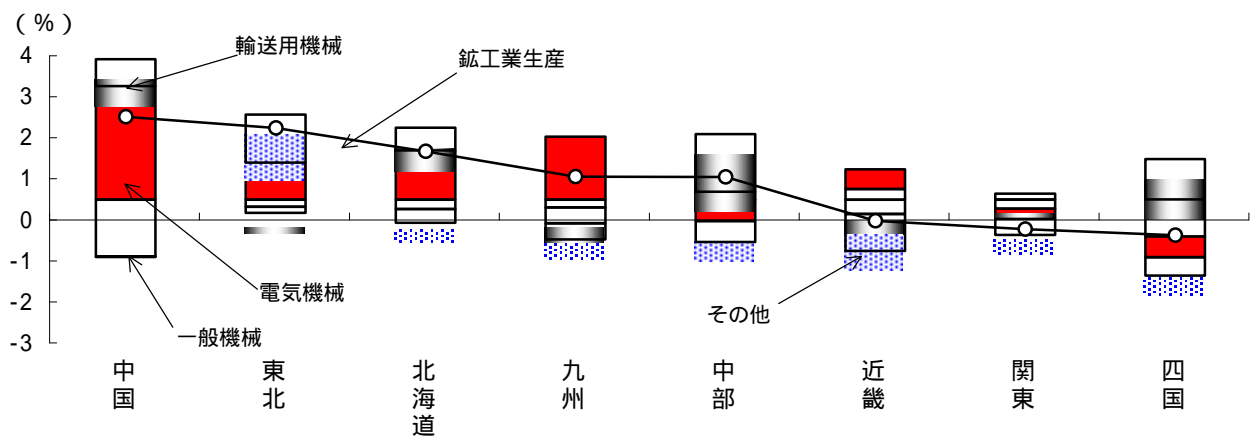 (％)
輸送用機械
鉱工業生産
4
3
2
1
0
-1
-2
-3
電気機械
その他
一般機械
中国
東北
北海道
九州
中部
近畿
関東
四国